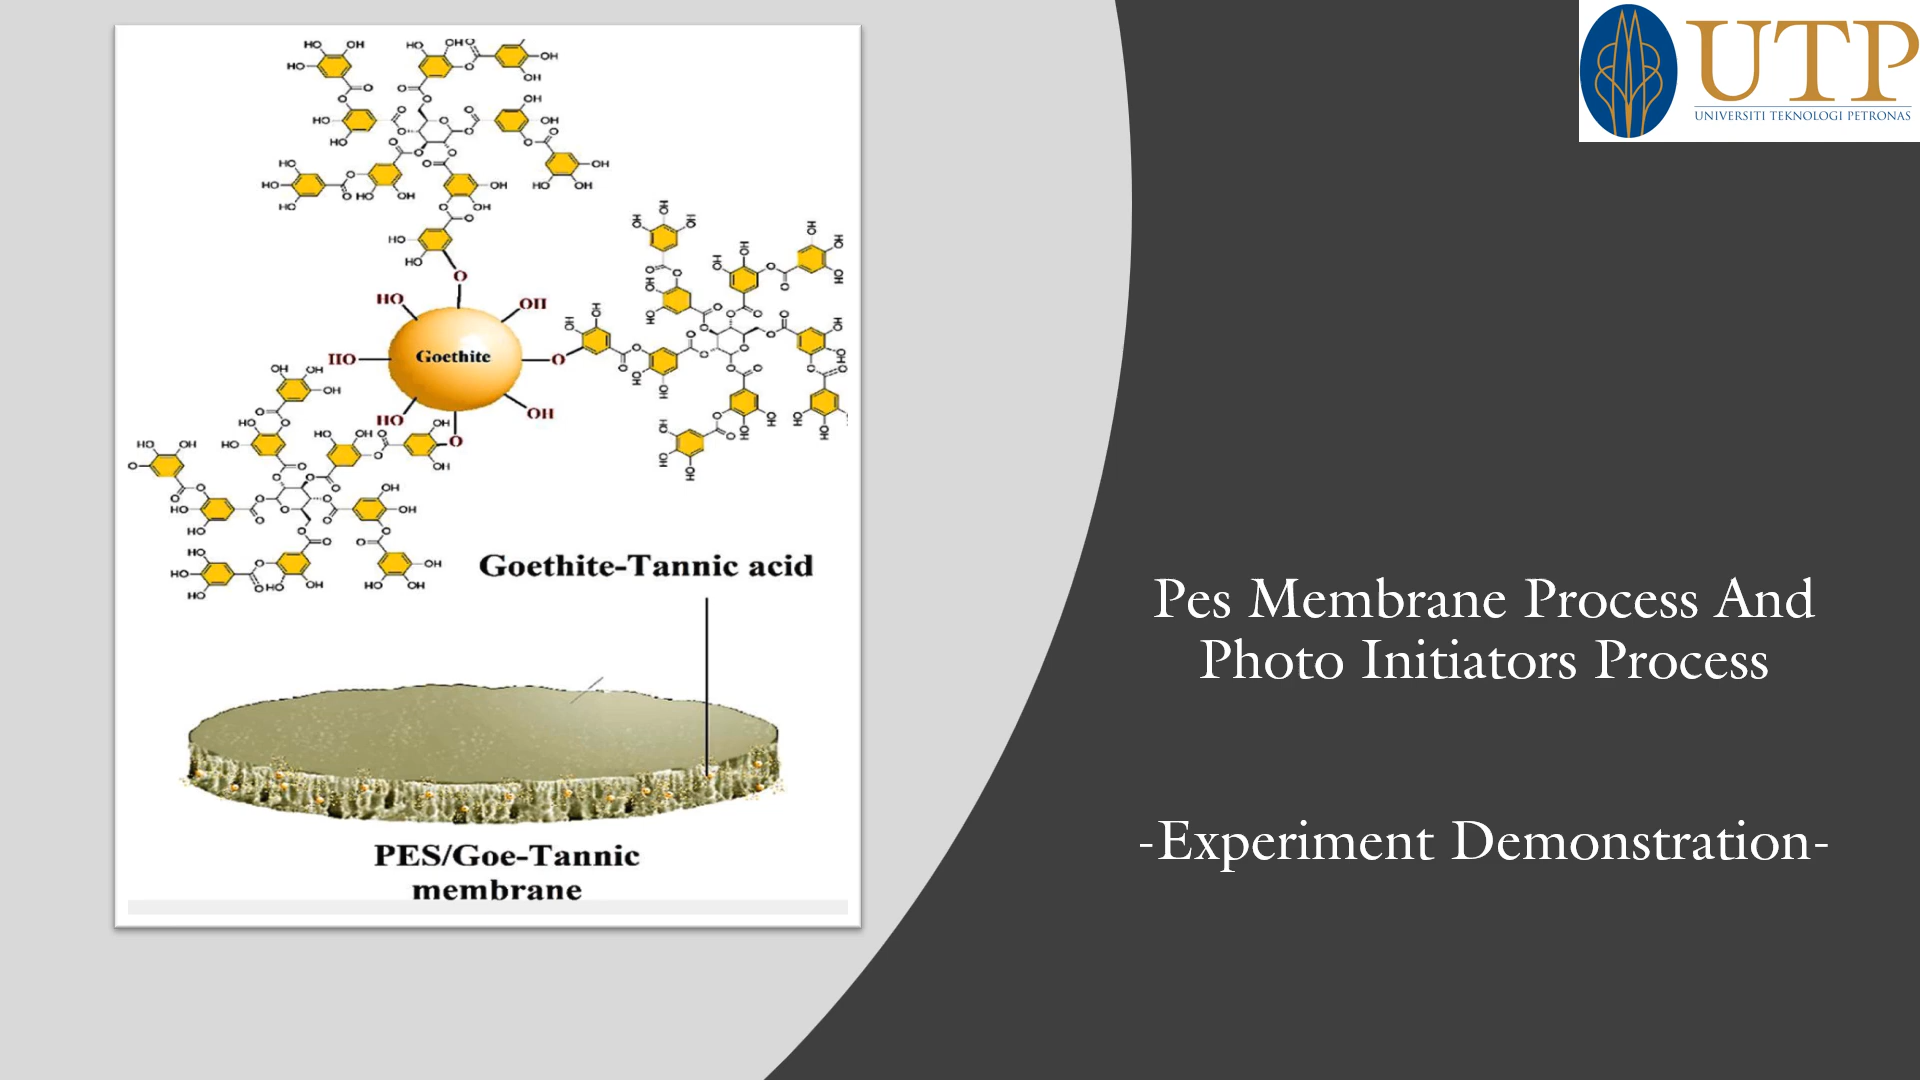 UTP
UNIVERSITI TEKNOLOGI PETRONAS
Goethite
Goethite-Tannic acid
PES/Goe-Tannic
membrane
Pes Membrane Process And
Photo Initiators Process
-Experiment Demonstration-